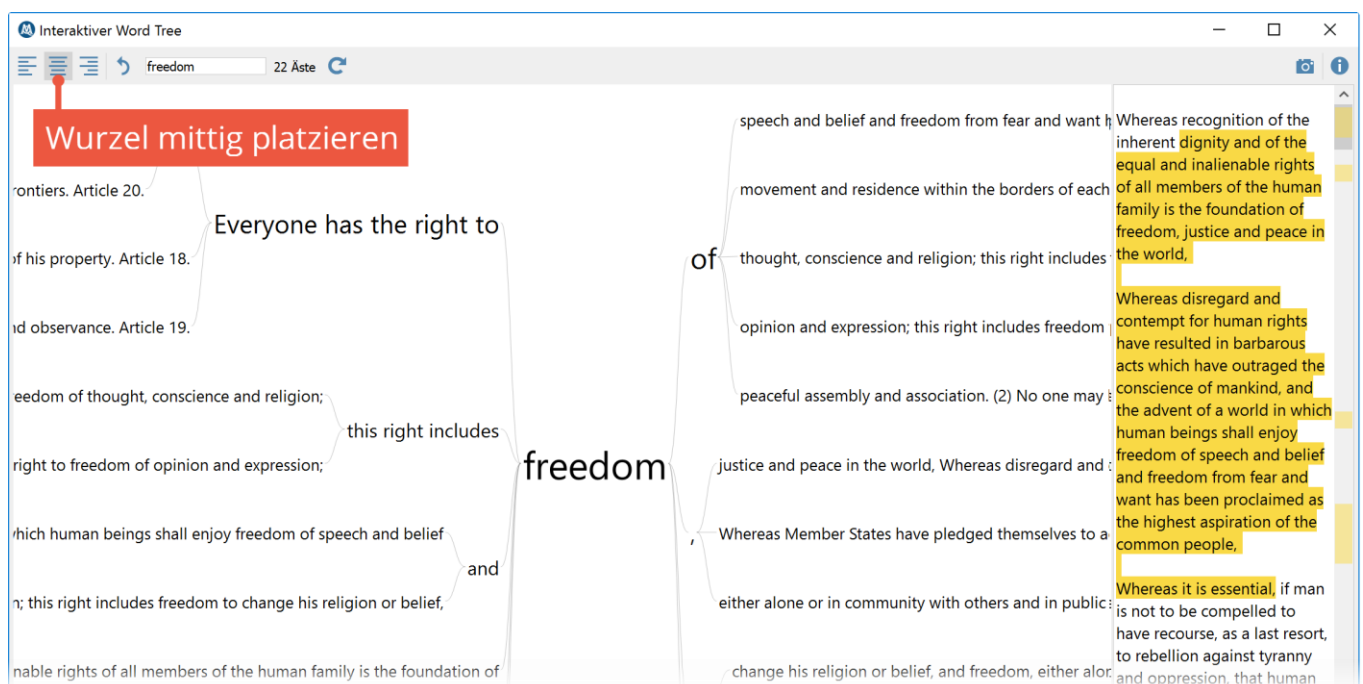 Interaktiver Word Tree
freedom
22 Äste
Wurzel mittig platzieren
rontiers. Article 20.
Everyone has the right to
of his property. Article 18.
nd observance. Article 19.
eedom of thought, conscience and religion;
this right includes
right to freedom of opinion and expression;
freedom
which human beings shall enjoy freedom of speech and belief
and
n; this right includes freedom to change his religion or belief,
nable rights of all members of the human family is the foundation of
speech and belief and freedom from fear and want
movement and residence within the borders of each
of
thought, conscience and religion; this right includes
opinion and expression; this right includes freedom
peaceful assembly and association. (2) No one may
justice and peace in the world, Whereas disregard and
,
Whereas Member States have pledged themselves to a
either alone or in community with others and in public
change his religion or belief, and freedom, either alor
Whereas recognition of the
inherent dignity and of the
equal and inalienable rights
of all members of the human
family is the foundation of
freedom, justice and peace in
the world,
Whereas disregard and
contempt for human rights
have resulted in barbarous
acts which have outraged the
conscience of mankind, and
the advent of a world in which
human beings shall enjoy
freedom of speech and belief
and freedom from fear and
want has been proclaimed as
the highest aspiration of the
common people,
Whereas it is essential, if man
is not to be compelled to
have recourse, as a last resort,
to rebellion against tyranny
and oppression, that human